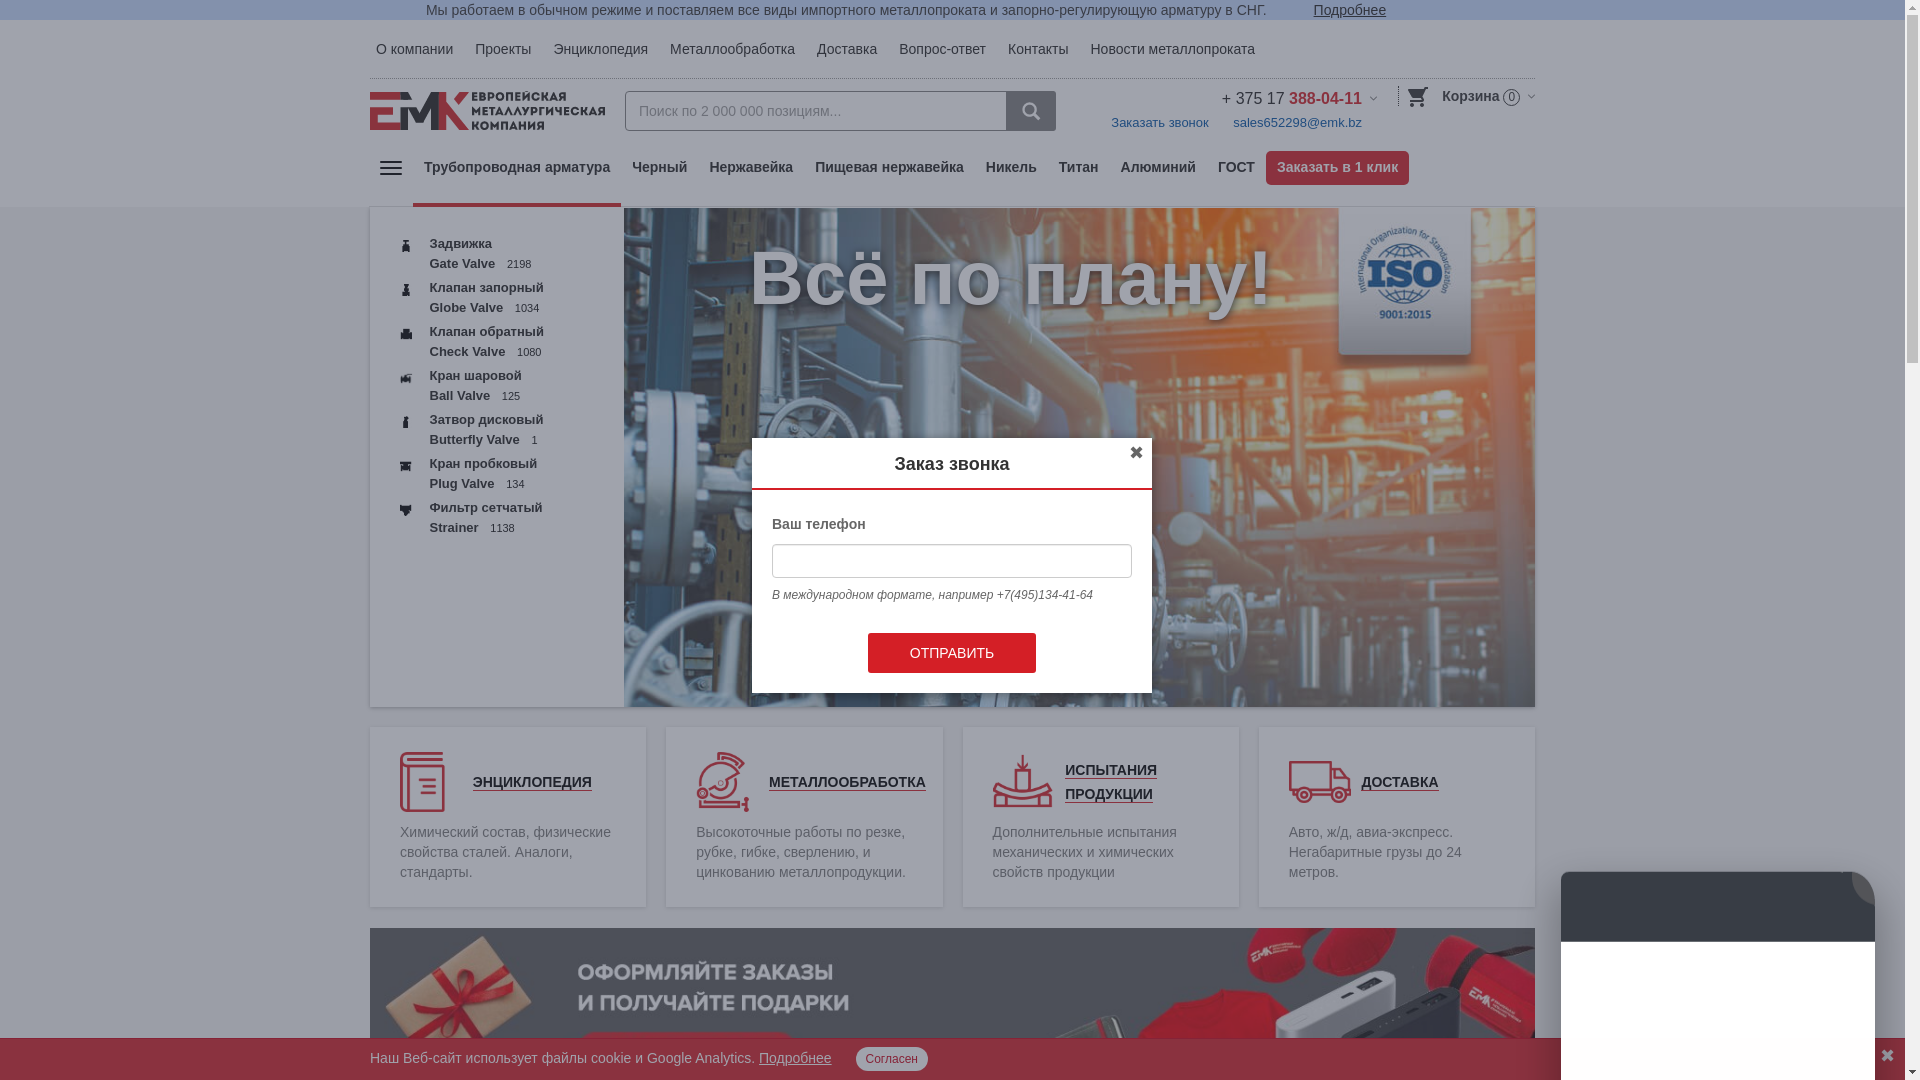 Мы работаем в обычном режиме и поставляем все виды импортного металлопроката и запорно-регулирующую арматуру в СНГ. Подробнее
О компании Проекты Энциклопедия Металлообработка Доставка Вопрос-ответ Контакты Новости металлопроката
ЕМК ЕВРОПЕЙСКАЯ
МЕТАЛЛУРГИЧЕСКАЯ
КОМПАНИЯ
Поиск по 2 000 000 позициям...
+ 375 17 388-04-11
Заказать звонок sales652298@emk.bz
Корзина 0
Трубопроводная арматура Черный Нержавейка Пищевая нержавейка Никель Титан Алюминий ГОСТ Заказать в 1 клик
Задвижка
Gate Valve 2198
Клапан запорный
Globe Valve 1034
Клапан обратный
Check Valve 1080
Кран шаровой
Ball Valve 125
Затвор дисковый
Butterfly Valve 1
Кран пробковый
Plug Valve 134
Фильтр сетчатый
Strainer 1138
Всё по плану!
International Organization for Standardization
ISO
9001:2015
Заказ звонка
✖
Ваш телефон
В международном формате, например +7(495)134-41-64
ОТПРАВИТЬ
ЭНЦИКЛОПЕДИЯ
Химический состав, физические
свойства сталей. Аналоги,
стандарты.
МЕТАЛЛООБРАБОТКА
Высокоточные работы по резке,
рубке, гибке, сверлению, и
цинкованию металлопродукции.
ИСПЫТАНИЯ
ПРОДУКЦИИ
Дополнительные испытания
механических и химических
свойств продукции
ДОСТАВКА
Авто, ж/д, авиа-экспресс.
Негабаритные грузы до 24
метров.
ОФОРМЛЯЙТЕ ЗАКАЗЫ
И ПОЛУЧАЙТЕ ПОДАРКИ
Наш Веб-сайт использует файлы cookie и Google Analytics. Подробнее Согласен ✖